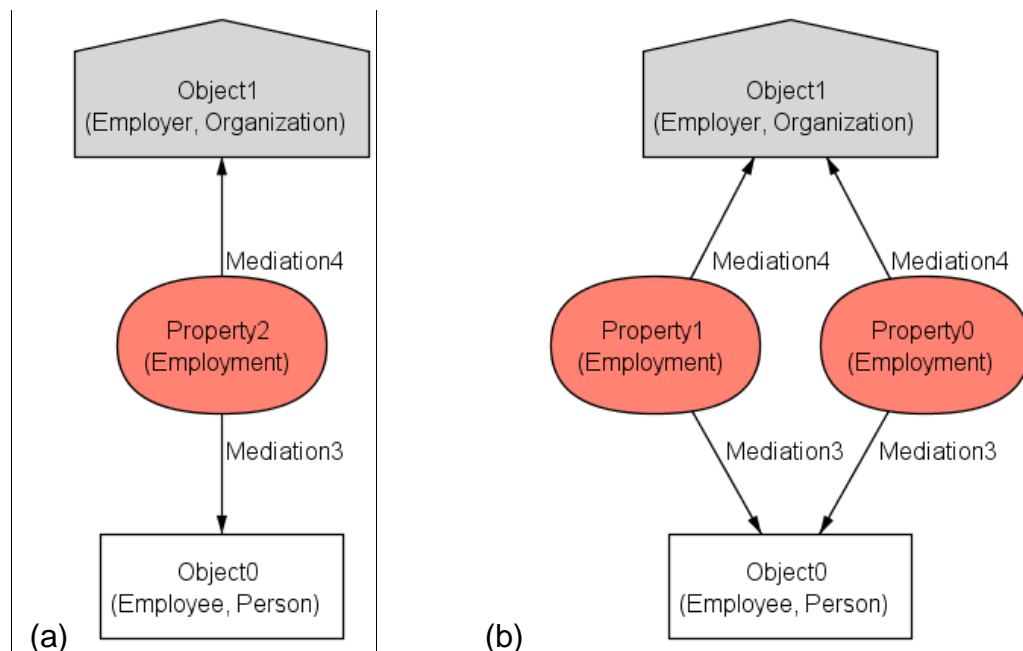 Object1
(Employer, Organization)
Mediation4
Property2
(Employment)
Mediation3
Object0
(Employee, Person)
(a)
Object1
(Employer, Organization)
Mediation4
Mediation4
Property1
(Employment)
Property0
(Employment)
Mediation3
Mediation3
Object0
(Employee, Person)
(b)